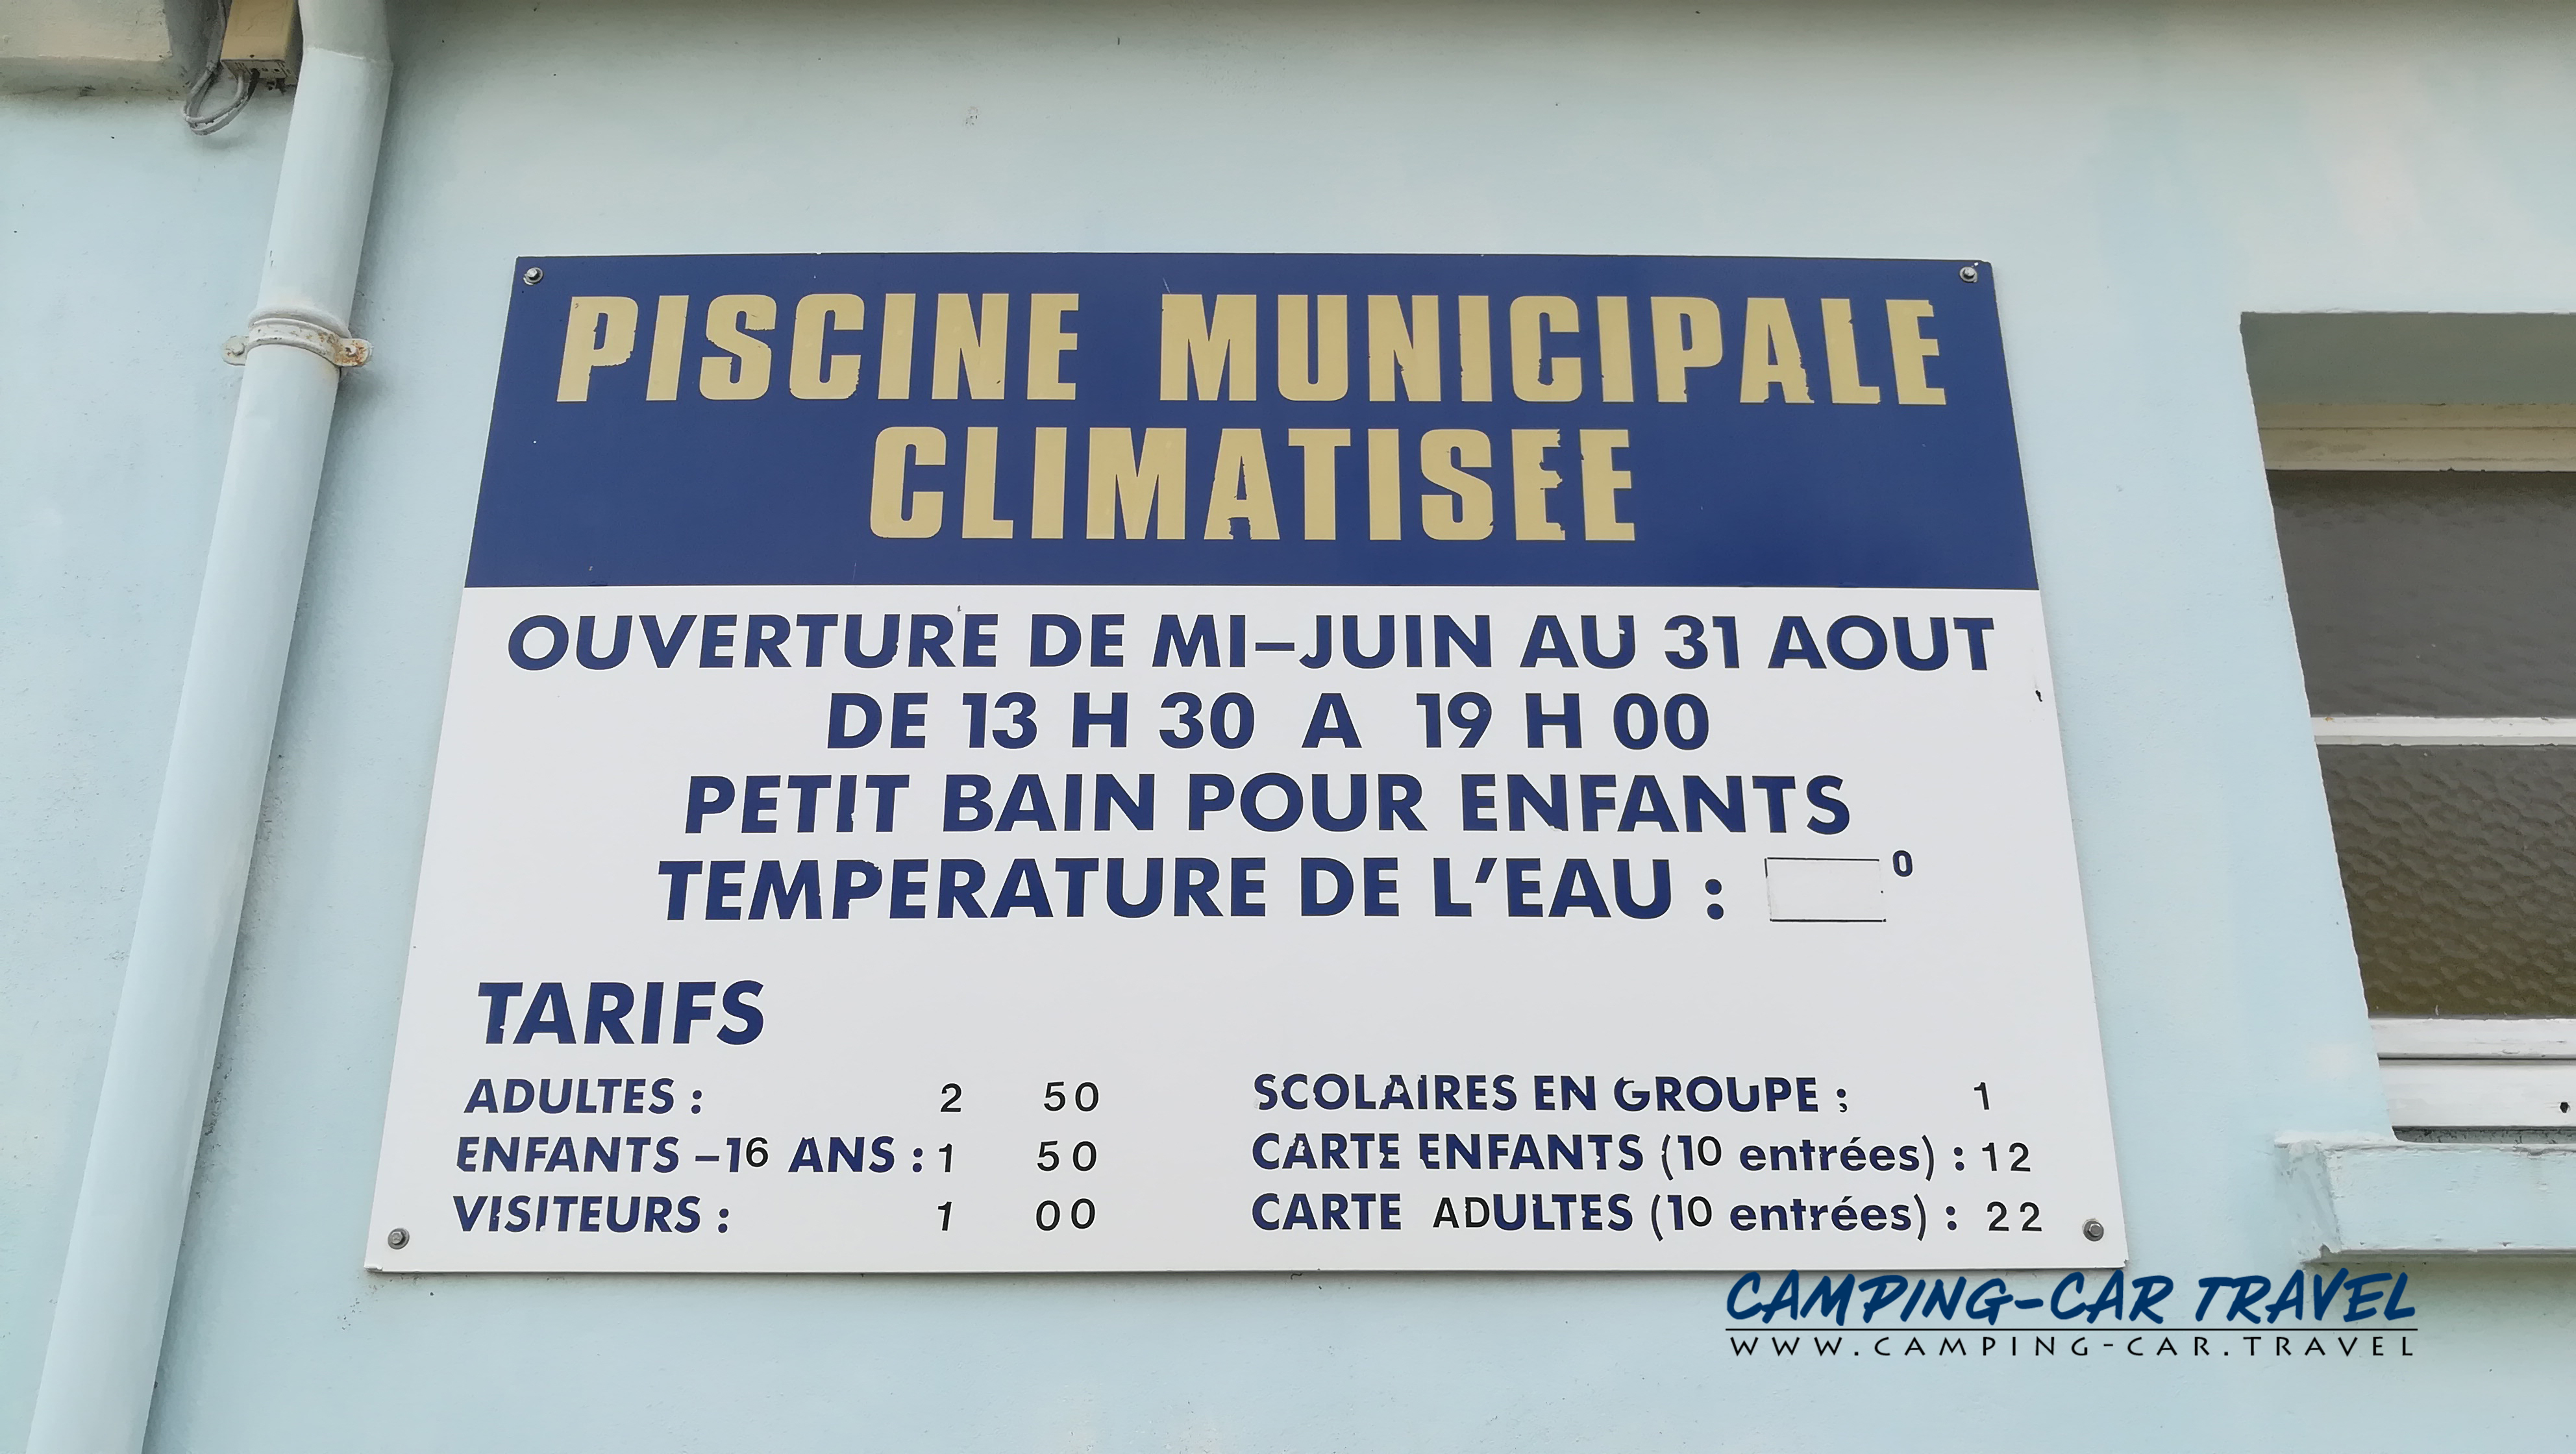 PISCINE MUNICIPALE
CLIMATISEE
OUVERTURE DE MI-JUIN AU 31 AOUT
DE 13 H 30 A 19 H 00
PETIT BAIN POUR ENFANTS
TEMPERATURE DE L'EAU : °
TARIFS
ADULTES : 2 50
ENFANTS -16 ANS : 1 50
VISITEURS : 1 00
SCOLAIRES EN GROUPE : 1
CARTE ENFANTS (10 entrées) : 12
CARTE ADULTES (10 entrées) : 22
CAMPING-CAR TRAVEL
WWW.CAMPING-CAR.TRAVEL